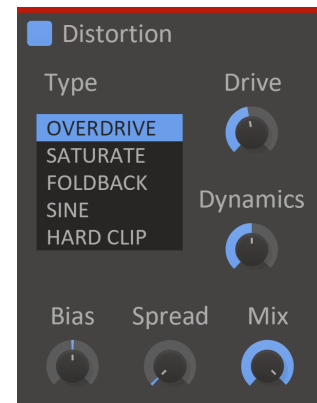 Distortion
Type
Drive
OVERDRIVE
SATURATE
FOLDBACK
SINE
HARD CLIP
Dynamics
Bias
Spread
Mix